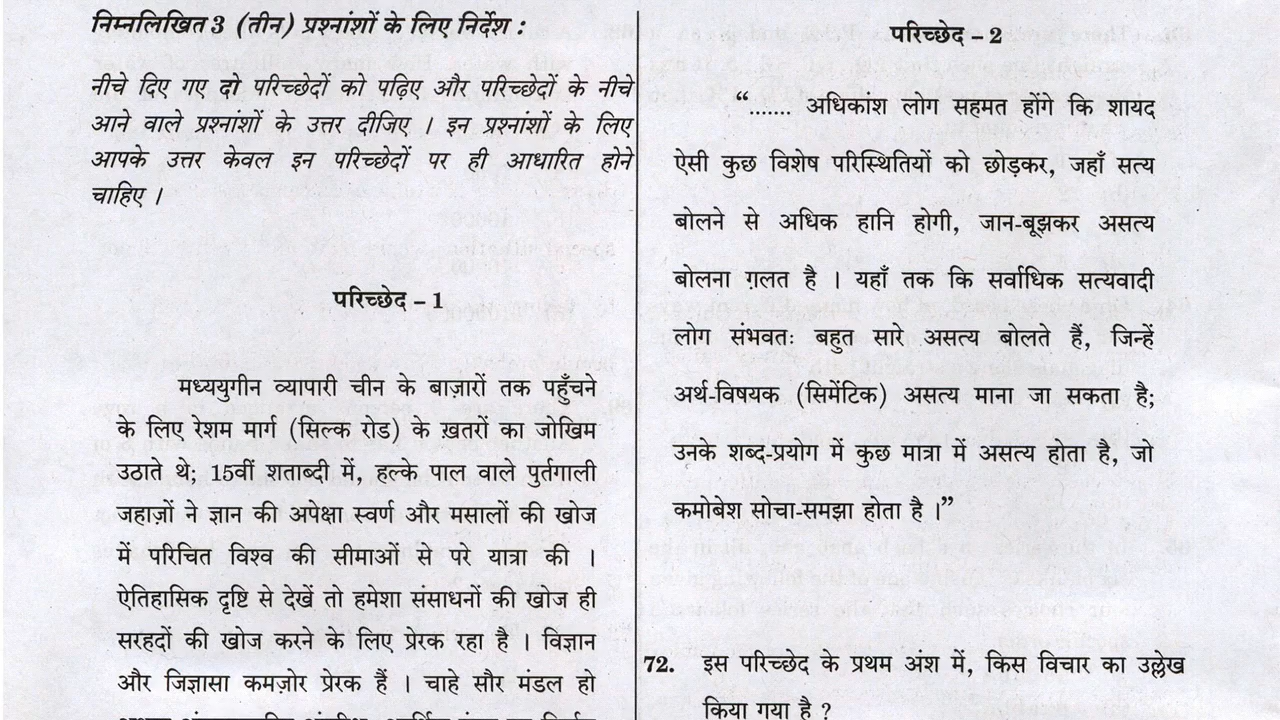 निम्नलिखित 3 (तीन) प्रश्नांशों के लिए निर्देश :
नीचे दिए गए दो परिच्छेदों को पढ़िए और परिच्छेदों के नीचे
आने वाले प्रश्नांशों के उत्तर दीजिए । इन प्रश्नांशों के लिए
आपके उत्तर केवल इन परिच्छेदों पर ही आधारित होने
चाहिए ।
परिच्छेद – 1
मध्ययुगीन व्यापारी चीन के बाज़ारों तक पहुँचने
के लिए रेशम मार्ग (सिल्क रोड) के ख़तरों का जोखिम
उठाते थे; 15वीं शताब्दी में, हल्के पाल वाले पुर्तगाली
जहाज़ों ने ज्ञान की अपेक्षा स्वर्ण और मसालों की खोज
में परिचित विश्व की सीमाओं से परे यात्रा की ।
ऐतिहासिक दृष्टि से देखें तो हमेशा संसाधनों की खोज ही
सरहदों की खोज करने के लिए प्रेरक रहा है । विज्ञान
और जिज्ञासा कमज़ोर प्रेरक हैं । चाहे सौर मंडल हो
परिच्छेद – 2
“....... अधिकांश लोग सहमत होंगे कि शायद
ऐसी कुछ विशेष परिस्थितियों को छोड़कर, जहाँ सत्य
बोलने से अधिक हानि होगी, जान-बूझकर असत्य
बोलना ग़लत है । यहाँ तक कि सर्वाधिक सत्यवादी
लोग संभवतः बहुत सारे असत्य बोलते हैं, जिन्हें
अर्थ-विषयक (सिमेंटिक) असत्य माना जा सकता है;
उनके शब्द-प्रयोग में कुछ मात्रा में असत्य होता है, जो
कमोबेश सोचा-समझा होता है ।”
72. इस परिच्छेद के प्रथम अंश में, किस विचार का उल्लेख
किया गया है ?